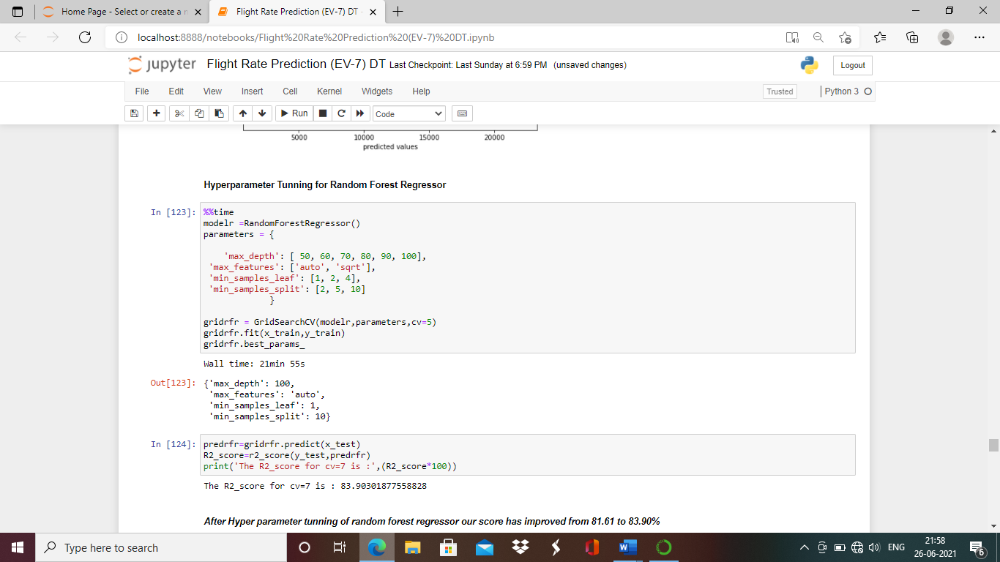 Home Page - Select or create a n
Flight Rate Prediction (EV-7) DT -
localhost:8888/notebooks/Flight%20Rate%20Prediction%20(EV-7)%20DT.ipynb
jupyter Flight Rate Prediction (EV-7) DT Last Checkpoint: Last Sunday at 6:59 PM (unsaved changes)
Logout
File Edit View Insert Cell Kernel Widgets Help
Trusted
Python 3
Run
Code
5000 10000 15000 20000
predicted values
Hyperparameter Tunning for Random Forest Regressor
In [123]: %%time
modelr =RandomForestRegressor()
parameters = {
'max_depth': [ 50, 60, 70, 80, 90, 100],
'max_features': ['auto', 'sqrt'],
'min_samples_leaf': [1, 2, 4],
'min_samples_split': [2, 5, 10]
}
gridrfr = GridSearchCV(modelr,parameters,cv=5)
gridrfr.fit(x_train,y_train)
gridrfr.best_params_
Wall time: 21min 55s
Out[123]: {'max_depth': 100,
'max_features': 'auto',
'min_samples_leaf': 1,
'min_samples_split': 10}
In [124]: predrfr=gridrfr.predict(x_test)
R2_score=r2_score(y_test,predrfr)
print('The R2_score for cv=7 is :',(R2_score*100))
The R2_score for cv=7 is : 83.90301877558828
After Hyper parameter tunning of random forest regressor our score has improved from 81.61 to 83.90%
Type here to search
ENG
21:58
26-06-2021
6